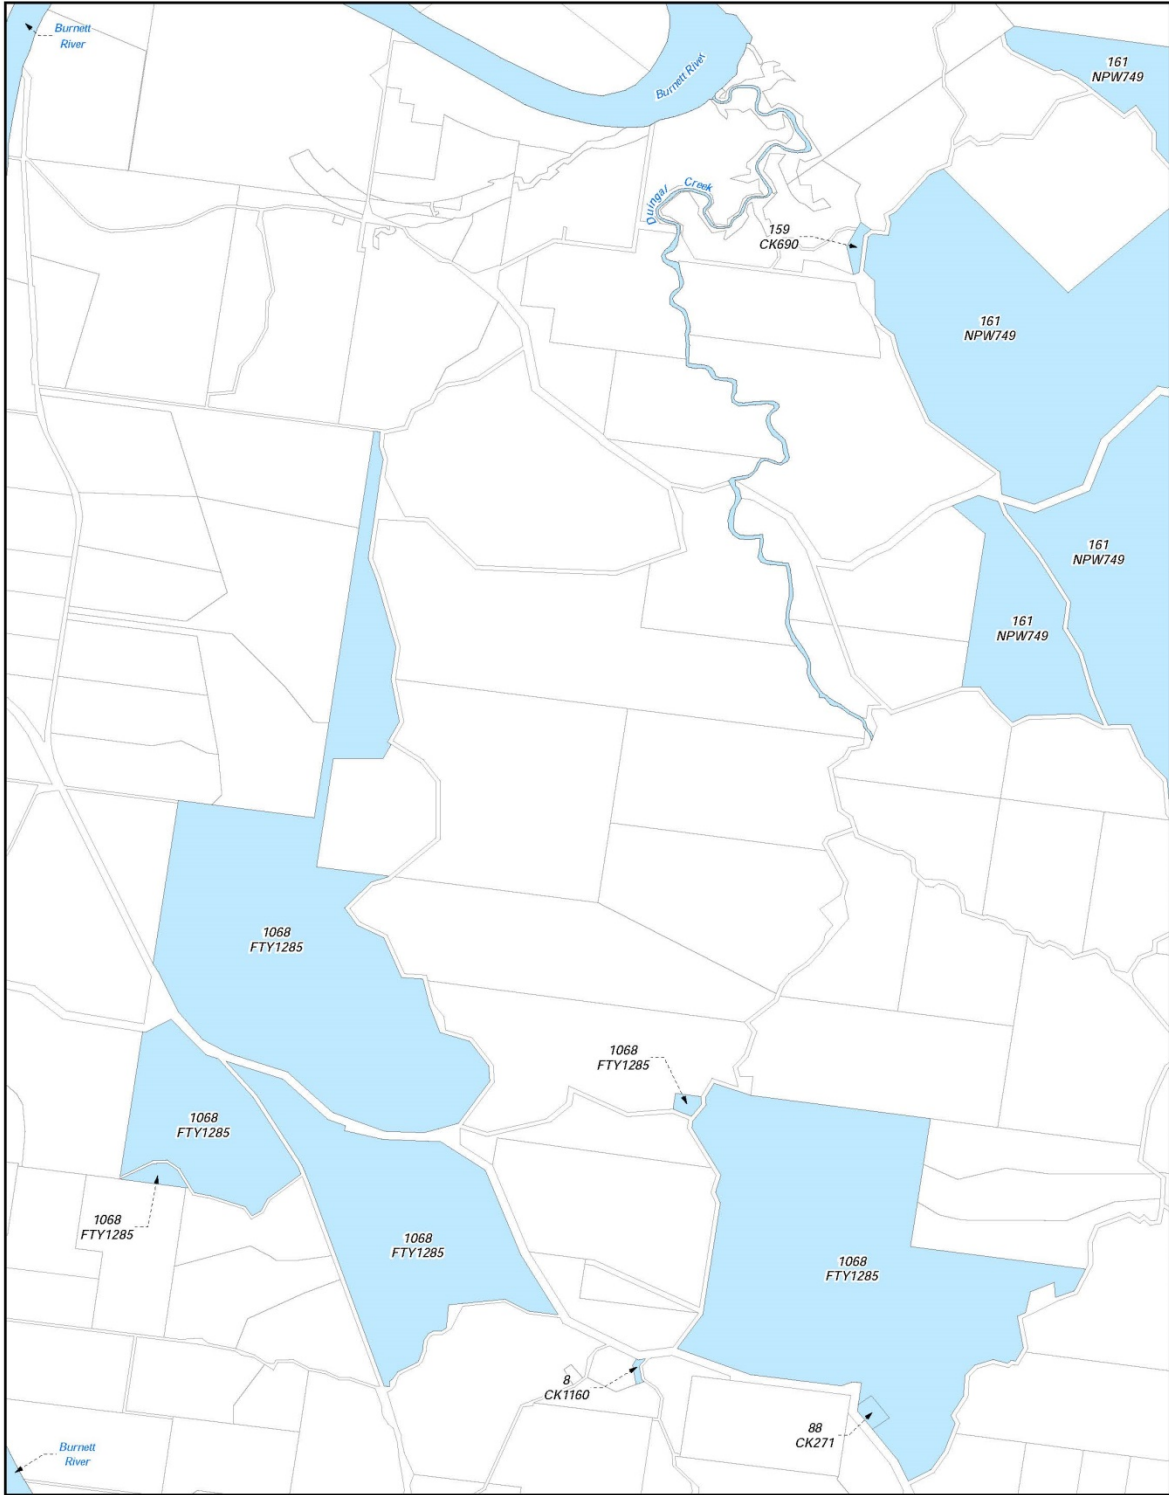 Burnett
River
Burnett River
161
NPW749
Duingal Creek
159
CK690
161
NPW749
161
NPW749
161
NPW749
1068
FTY1285
1068
FTY1285
1068
FTY1285
1068
FTY1285
1068
FTY1285
1068
FTY1285
8
CK1160
88
CK271
Burnett
River